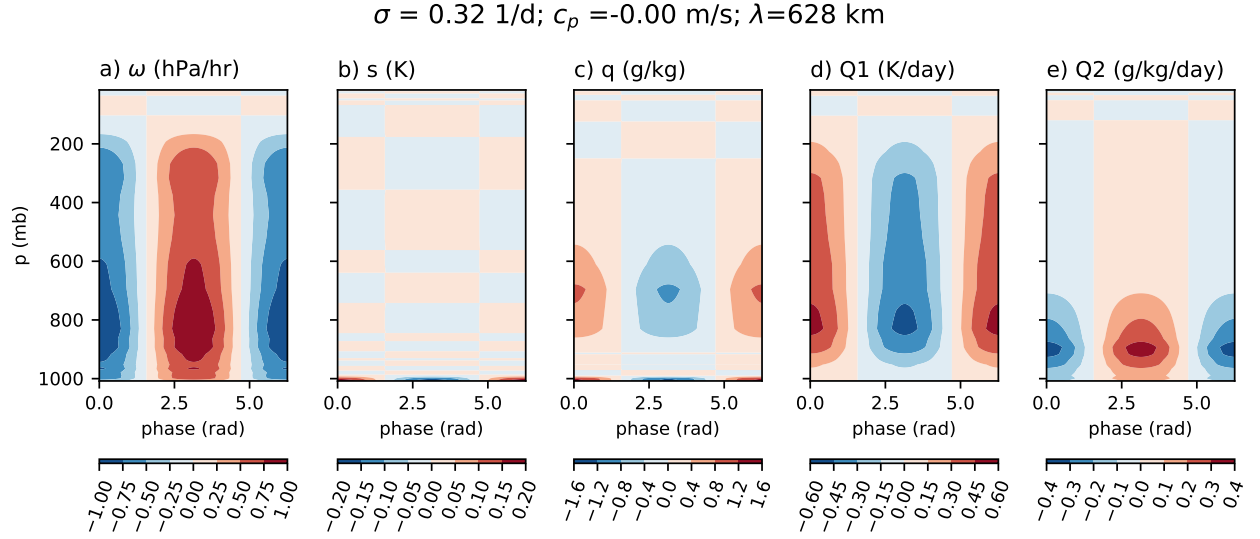 σ = 0.32 1/d; c_p =-0.00 m/s; λ=628 km
a) ω (hPa/hr)
b) s (K)
c) q (g/kg)
d) Q1 (K/day)
e) Q2 (g/kg/day)
p (mb)
200
400
600
800
1000
0.0 2.5 5.0
0.0 2.5 5.0
0.0 2.5 5.0
0.0 2.5 5.0
0.0 2.5 5.0
phase (rad)
phase (rad)
phase (rad)
phase (rad)
phase (rad)
−1.00 −0.75 −0.50 −0.25 0.00 0.25 0.50 0.75 1.00
−0.20 −0.15 −0.10 −0.05 0.00 0.05 0.10 0.15 0.20
−1.6 −1.2 −0.8 −0.4 0.0 0.4 0.8 1.2 1.6
−0.60 −0.45 −0.30 −0.15 0.00 0.15 0.30 0.45 0.60
−0.4 −0.3 −0.2 −0.1 0.0 0.1 0.2 0.3 0.4